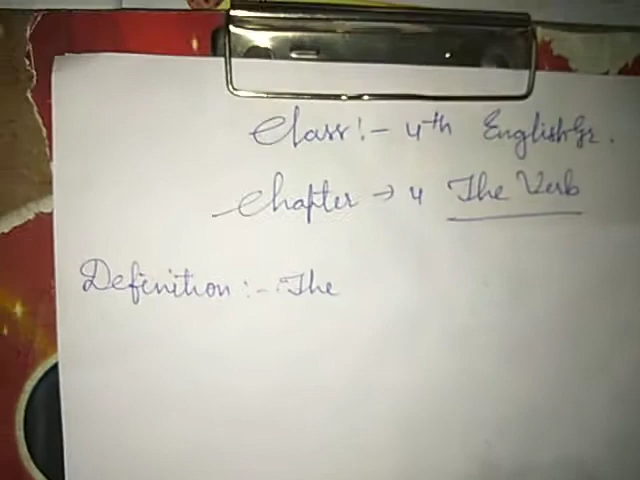 Class:- 4th English Gr.
Chapter → 4 The Verb
Definition:- The